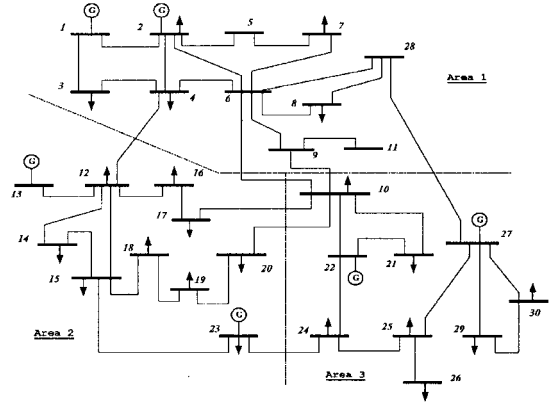 G G
1 2 5 7
28
3 4 6 8 Area 1
9 11
G 12 16
13 10 G
17 27
14 18 22 21
G
15 19 20 30
Area 2 G
23 24 25 29
Area 3 26